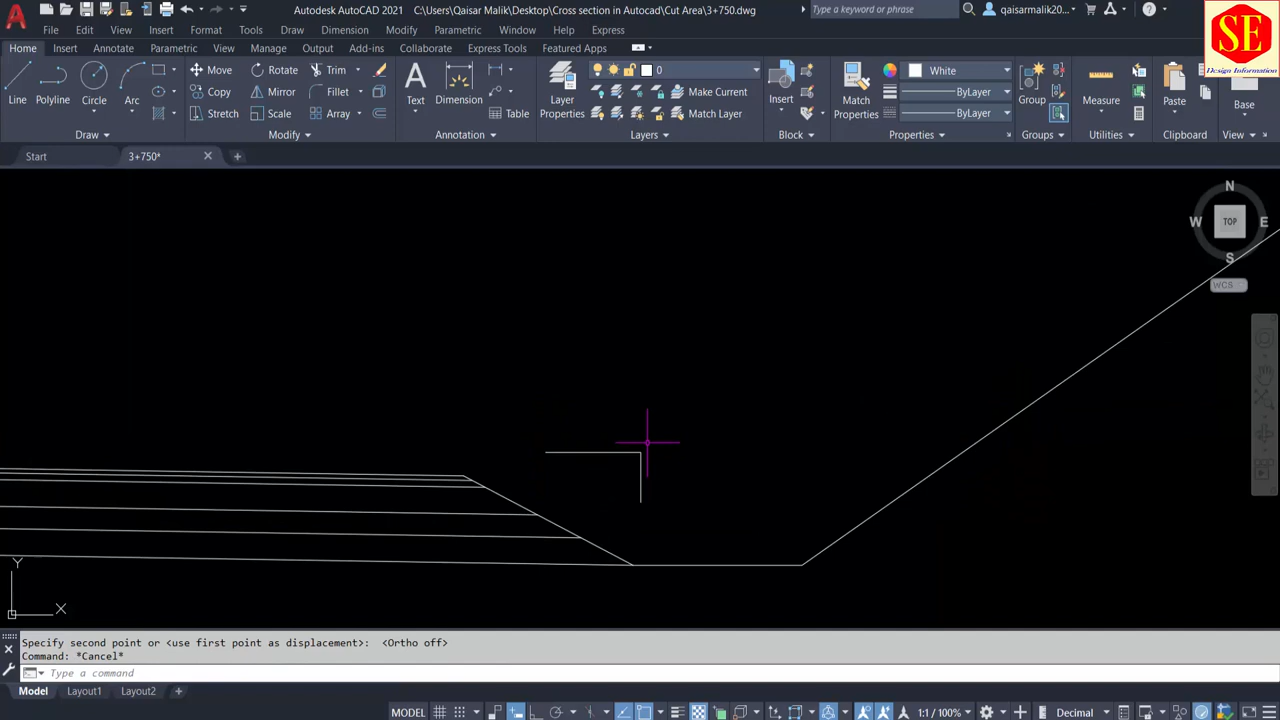 Autodesk AutoCAD 2021 C:\Users\Qaisar Malik\Desktop\Cross section in Autocad\Cut Area\3+750.dwg
Type a keyword or phrase
qaisarmalik20...
SE
Design Information
File Edit View Insert Format Tools Draw Dimension Modify Parametric Window Help Express
Home Insert Annotate Parametric View Manage Output Add-ins Collaborate Express Tools Featured Apps
Line Polyline Circle Arc
Move Rotate Trim
Copy Mirror Fillet
Stretch Scale Array
Text Dimension Table
Layer Properties
0
Make Current
Match Layer
Insert
Match Properties
White
ByLayer
ByLayer
Group Measure Paste Base
Draw Modify Annotation Layers Block Properties Groups Utilities Clipboard View
Start 3+750*
N
W TOP E
S
WCS
Y
X
Specify second point or <use first point as displacement>: <Ortho off>
Command: *Cancel*
Type a command
Model Layout1 Layout2
MODEL 1:1 / 100% Decimal